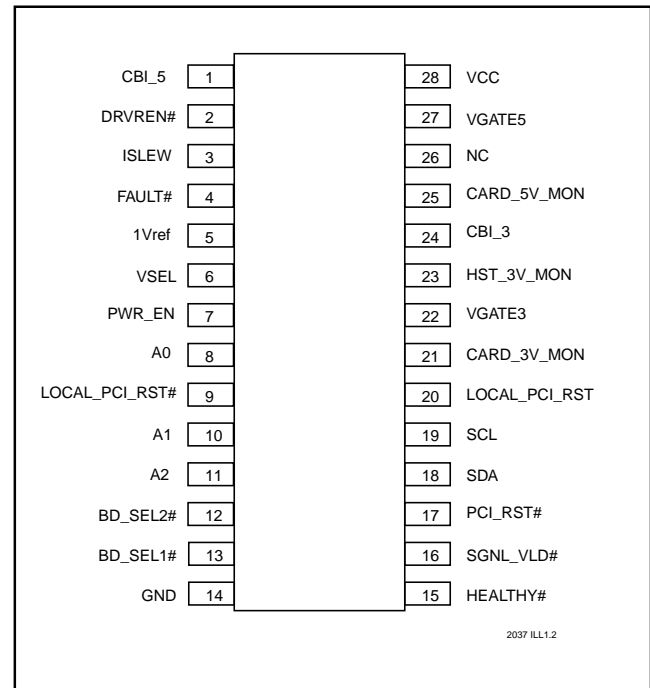 CBI_5 1 28 VCC
DRVREN# 2 27 VGATE5
ISLEW 3 26 NC
FAULT# 4 25 CARD_5V_MON
1Vref 5 24 CBI_3
VSEL 6 23 HST_3V_MON
PWR_EN 7 22 VGATE3
A0 8 21 CARD_3V_MON
LOCAL_PCI_RST# 9 20 LOCAL_PCI_RST
A1 10 19 SCL
A2 11 18 SDA
BD_SEL2# 12 17 PCI_RST#
BD_SEL1# 13 16 SGNL_VLD#
GND 14 15 HEALTHY#
2037 ILL1.2